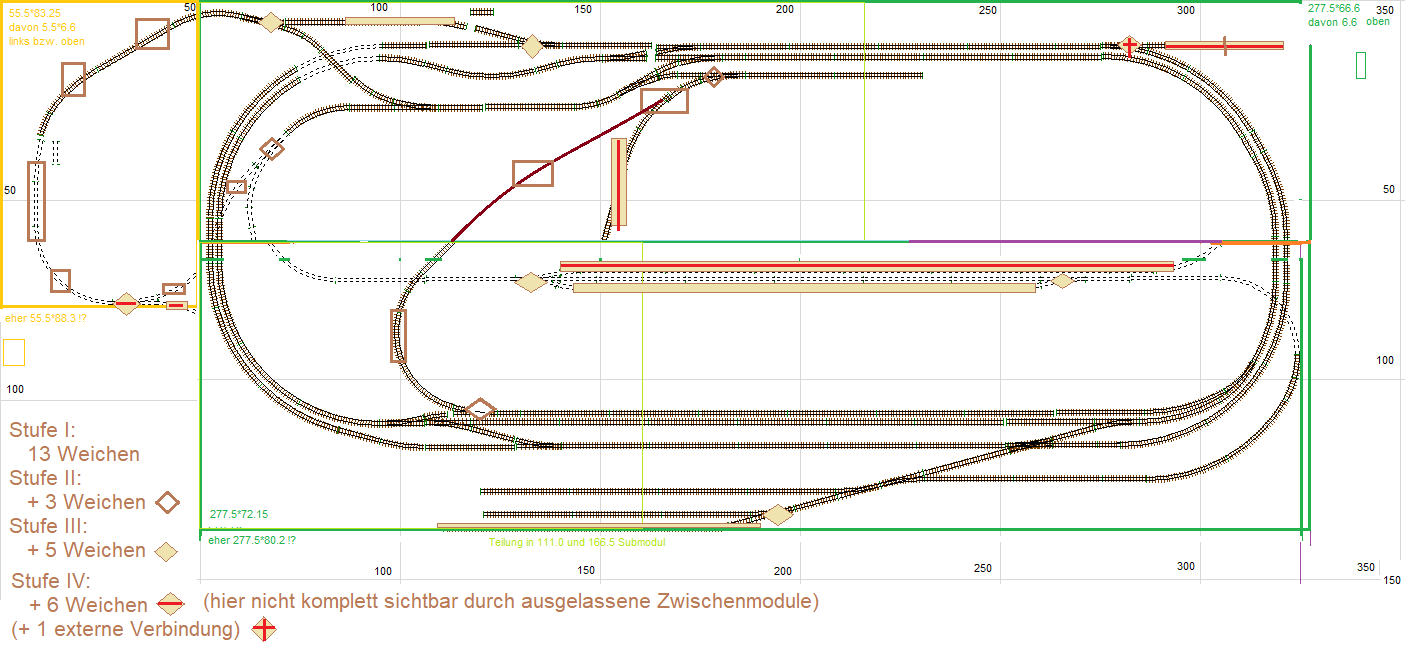 55.5*83.25
davon 5.5*6.6
links bzw. oben
50
100
150
200
250
300
277.5*66.6
davon 6.6 oben
350
50
50
eher 55.5*88.3 !?
100
100
Stufe I:
13 Weichen
Stufe II:
+ 3 Weichen
Stufe III:
+ 5 Weichen
277.5*72.15
eher 277.5*80.2 !?
Teilung in 111.0 und 166.5 Submodul
100
150
200
250
300
350
150
Stufe IV:
+ 6 Weichen (hier nicht komplett sichtbar durch ausgelassene Zwischenmodule)
(+ 1 externe Verbindung)